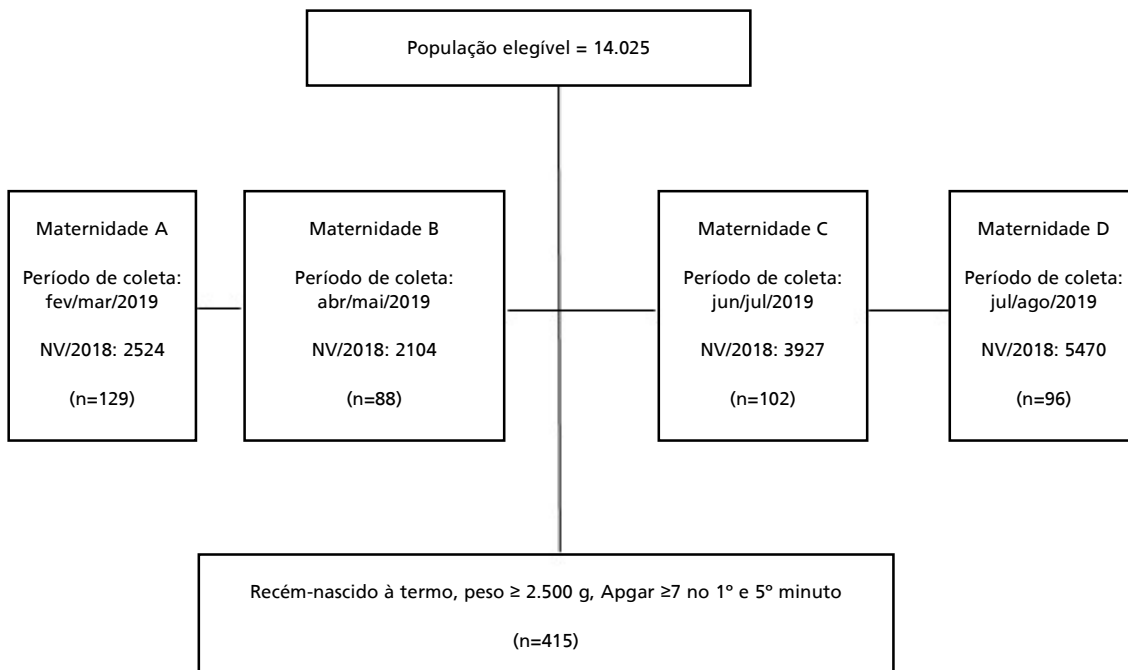 População elegível = 14.025
Maternidade A
Período de coleta:
fev/mar/2019
NV/2018: 2524
(n=129)
Maternidade B
Período de coleta:
abr/mai/2019
NV/2018: 2104
(n=88)
Maternidade C
Período de coleta:
jun/jul/2019
NV/2018: 3927
(n=102)
Maternidade D
Período de coleta:
jul/ago/2019
NV/2018: 5470
(n=96)
Recém-nascido à termo, peso ≥ 2.500 g, Apgar ≥7 no 1º e 5º minuto
(n=415)